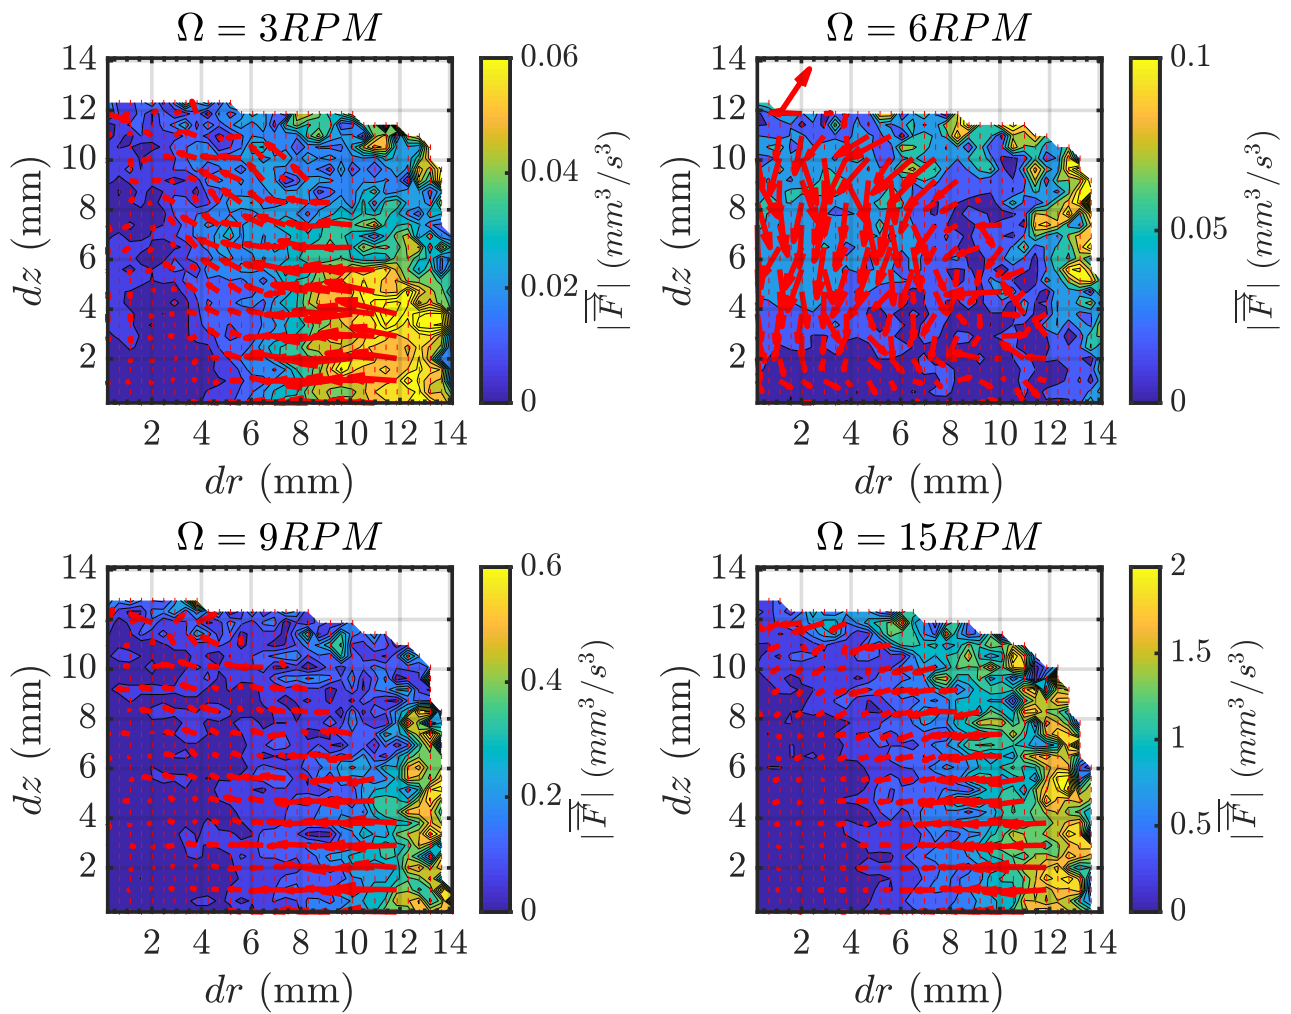 Ω = 3RPM
14
12
10
8
6
4
2
2 4 6 8 10 12 14
dr (mm)
dz (mm)
0.06
0.04
0.02
0
|F| (mm³/s³)
Ω = 6RPM
14
12
10
8
6
4
2
2 4 6 8 10 12 14
dr (mm)
dz (mm)
0.1
0.05
0
|F| (mm³/s³)
Ω = 9RPM
14
12
10
8
6
4
2
2 4 6 8 10 12 14
dr (mm)
dz (mm)
0.6
0.4
0.2
0
|F| (mm³/s³)
Ω = 15RPM
14
12
10
8
6
4
2
2 4 6 8 10 12 14
dr (mm)
dz (mm)
2
1.5
1
0.5
0
|F| (mm³/s³)